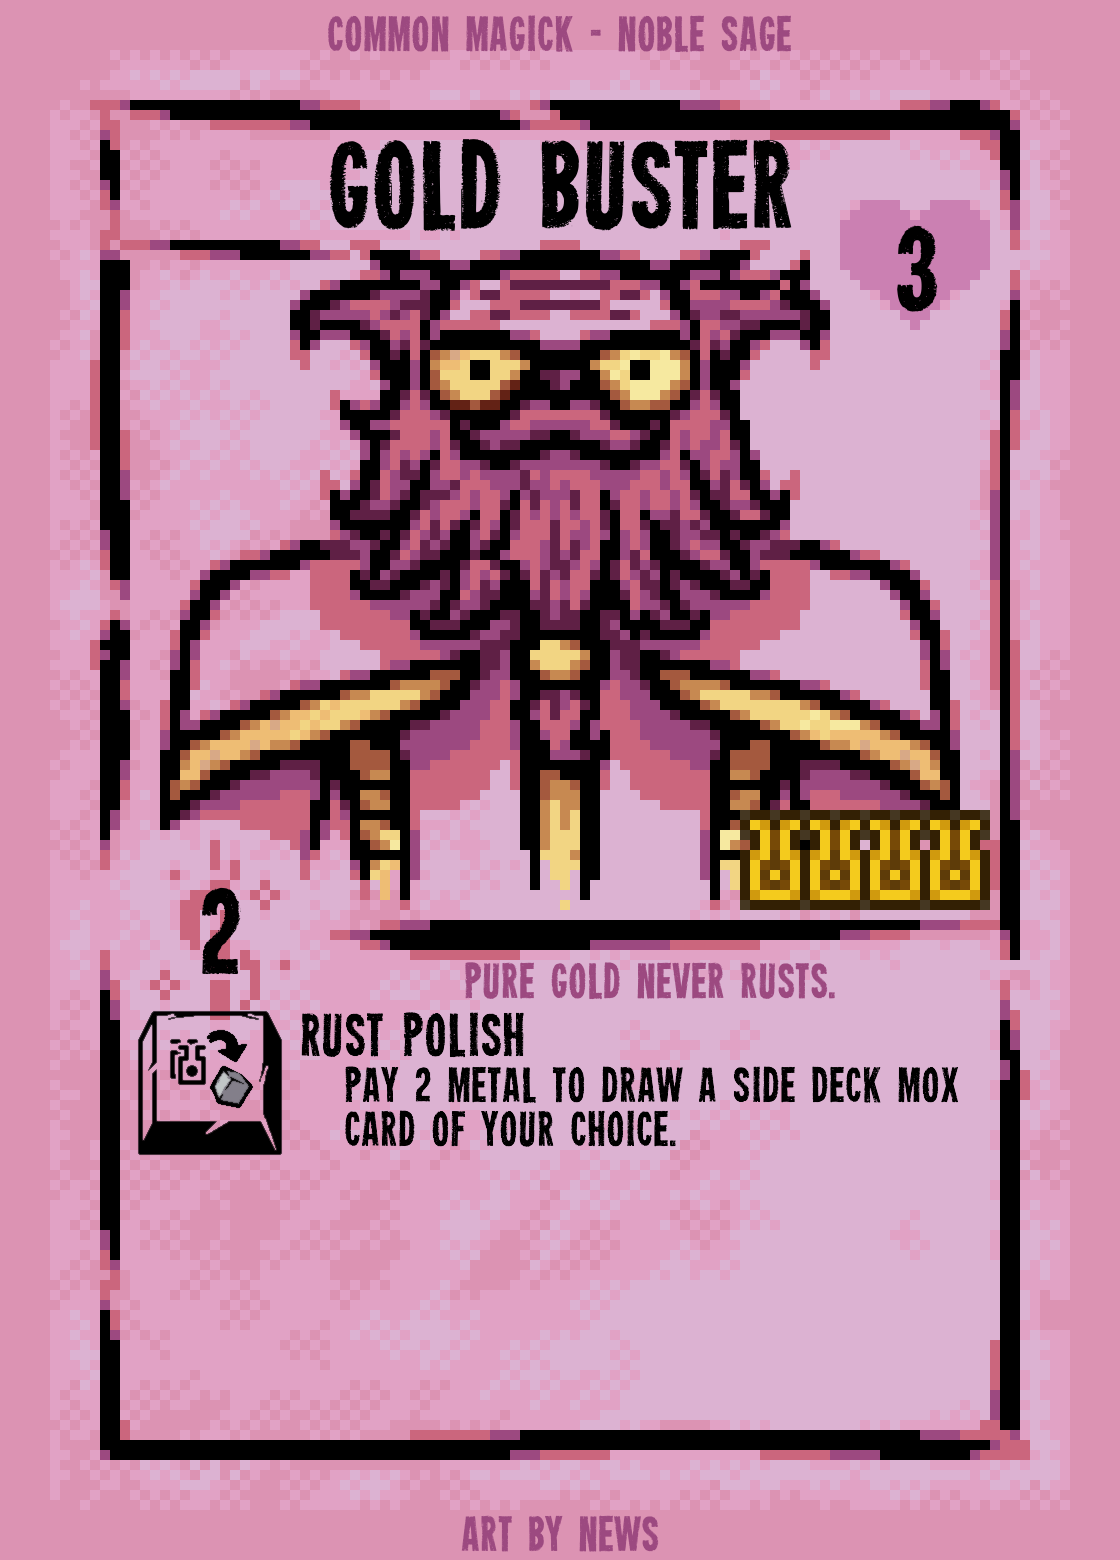 COMMON MAGICK - NOBLE SAGE
GOLD BUSTER
3
2
PURE GOLD NEVER RUSTS.
RUST POLISH
PAY 2 METAL TO DRAW A SIDE DECK MOX
CARD OF YOUR CHOICE.
ART BY NEWS